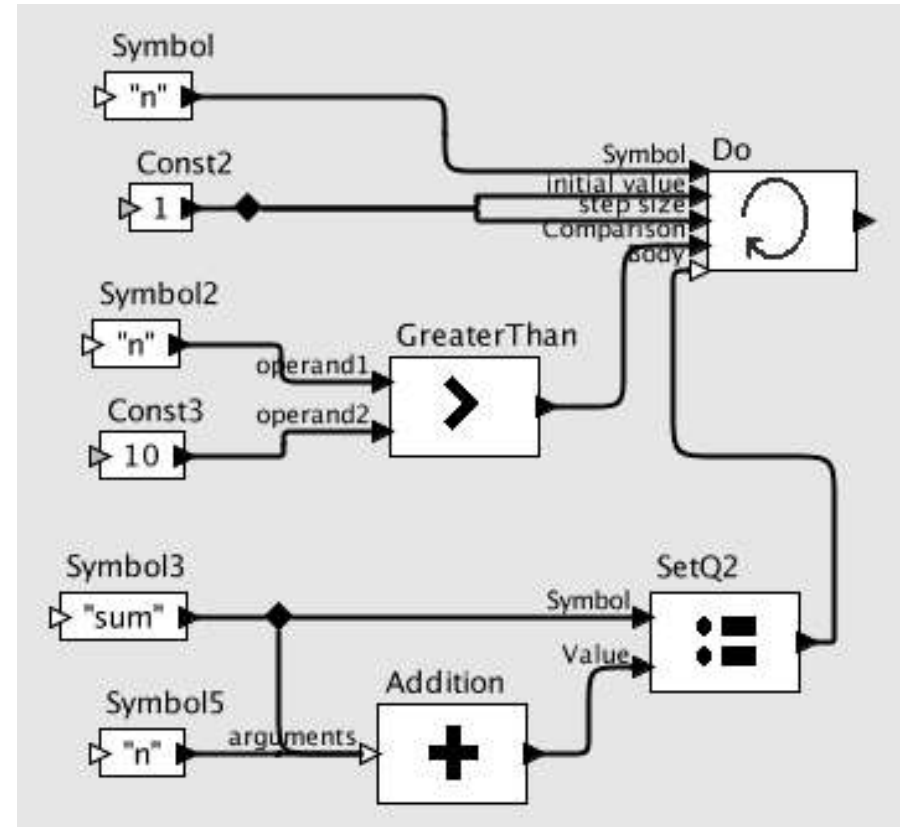 Symbol
"n"
Const2
1
Symbol
initial value
step size
Comparison
Body
Do
Symbol2
"n"
Const3
10
operand1
operand2
GreaterThan
Symbol3
"sum"
Symbol5
"n"
arguments
Addition
Symbol
Value
SetQ2